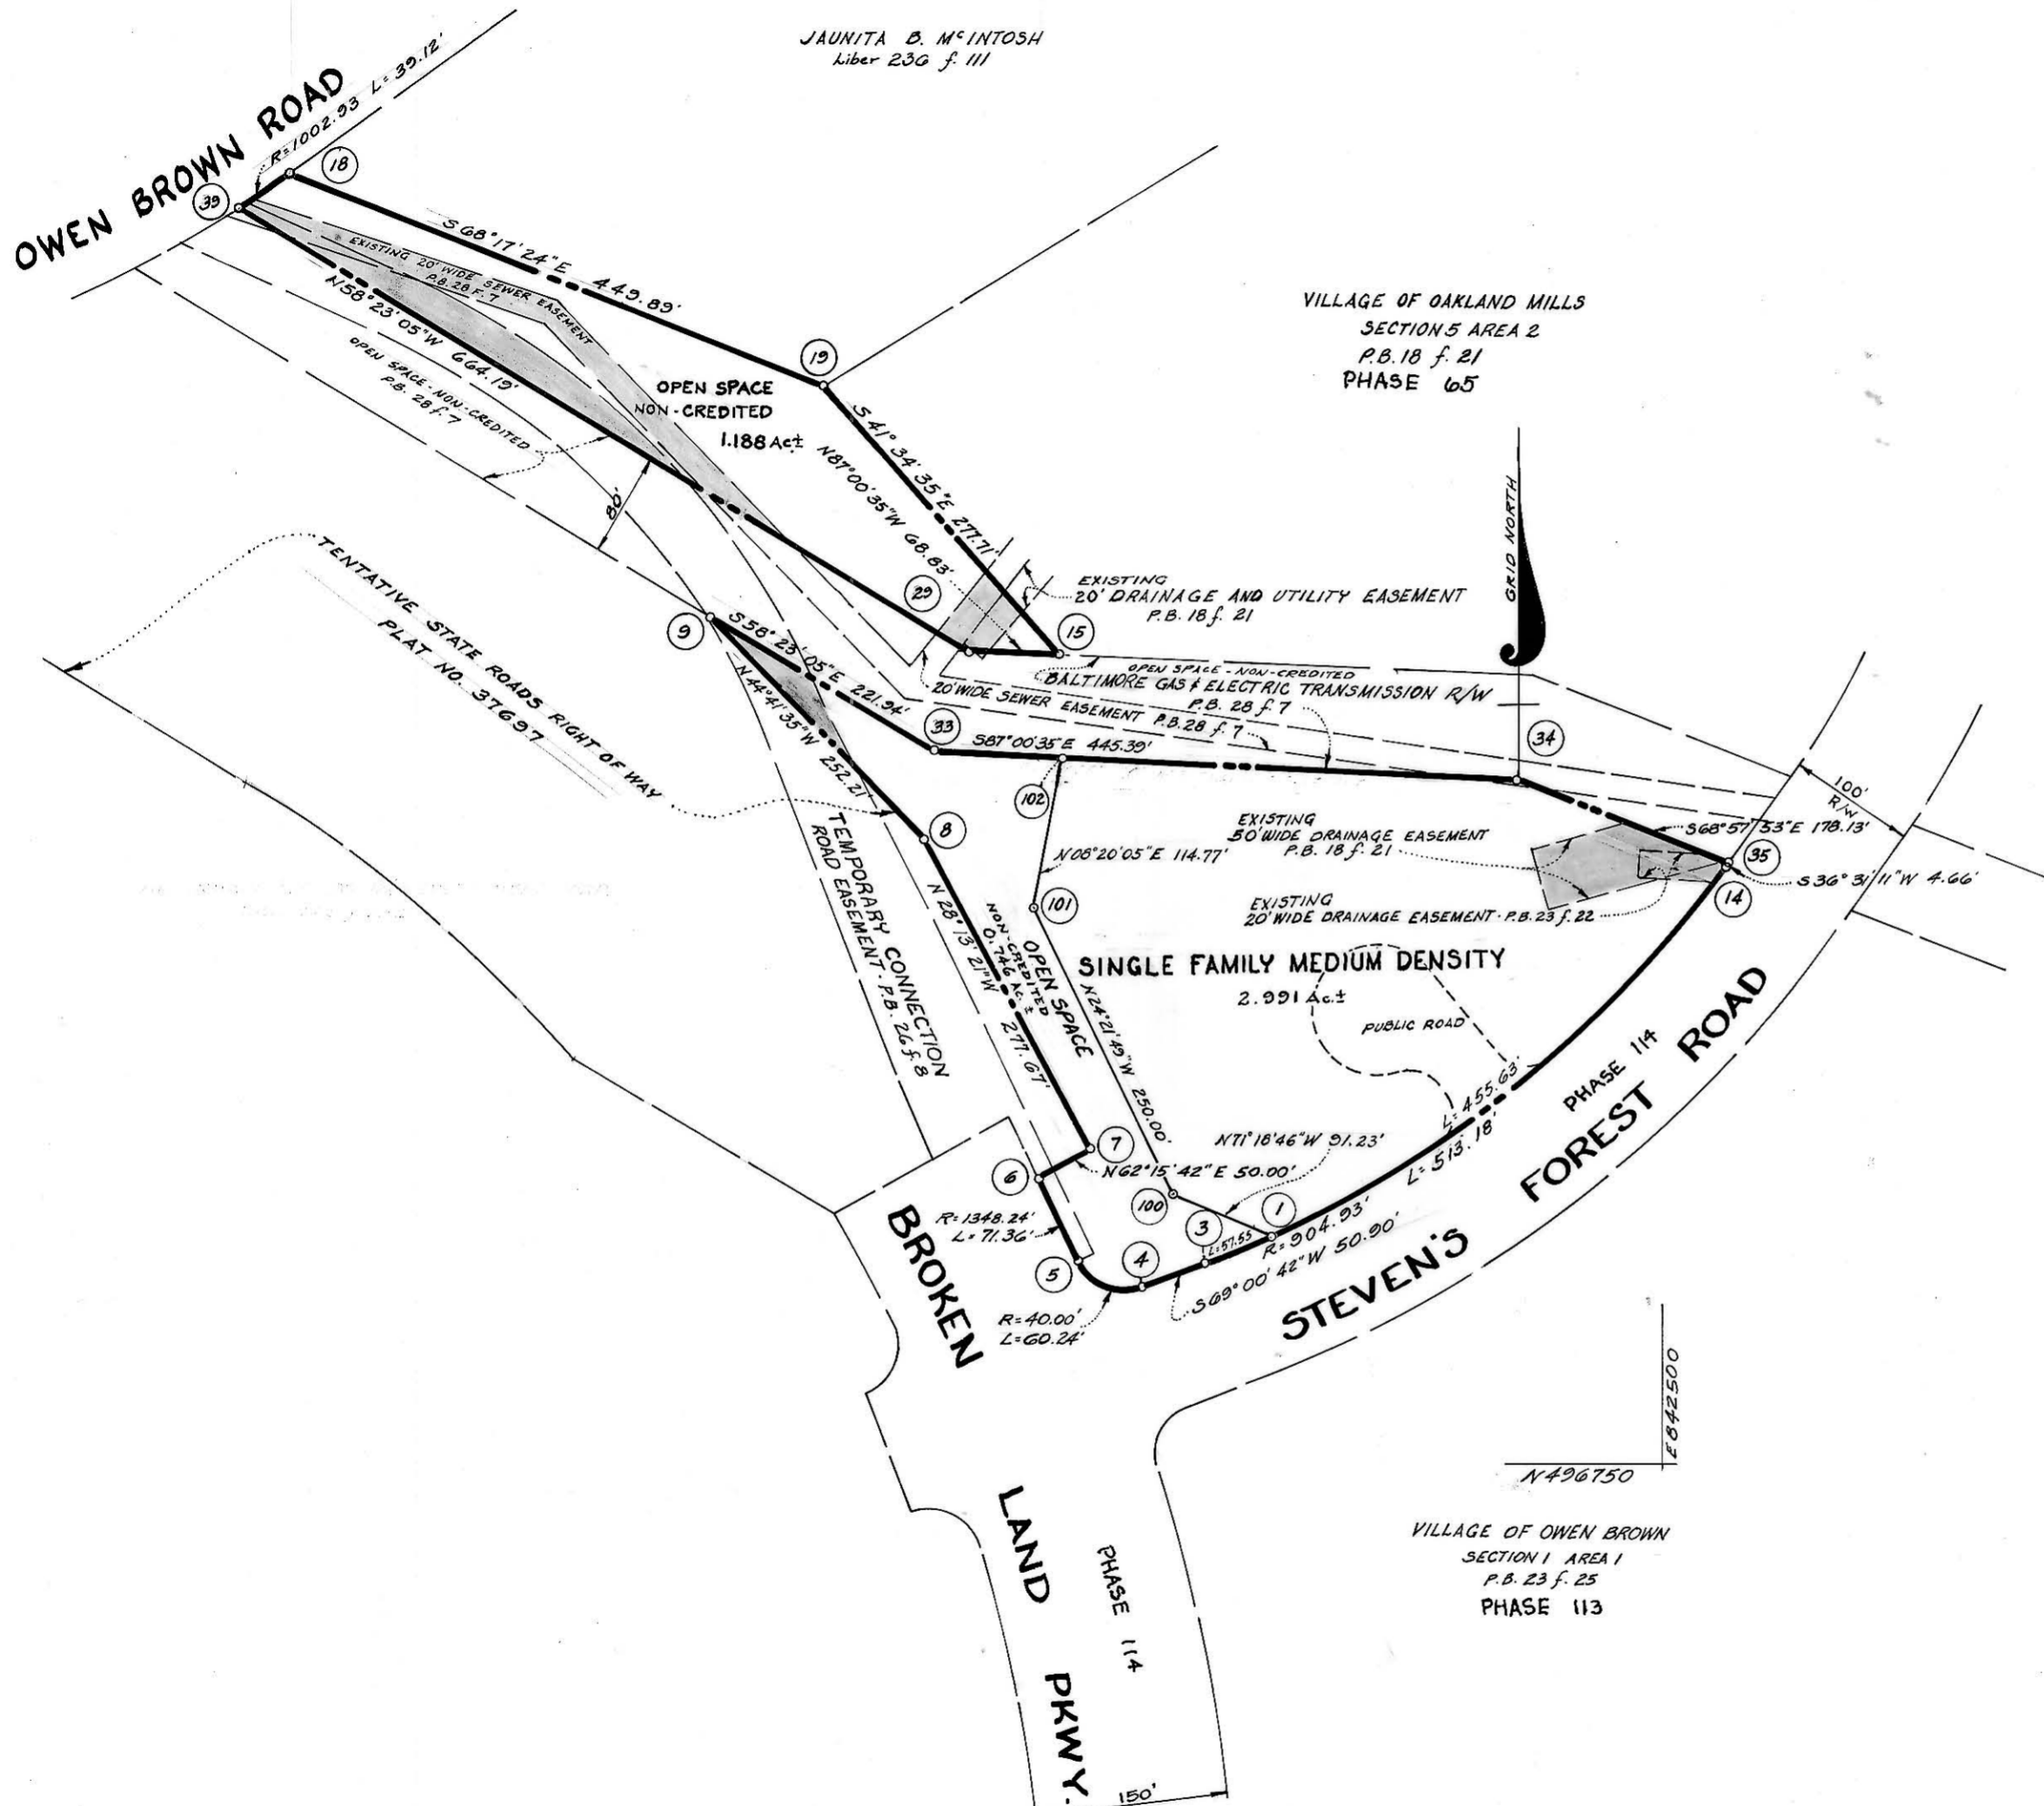 JAUNITA B. McINTOSH
Liber 236 f. 111
OWEN BROWN ROAD
R=1002.93 L=39.12'
18
39
S68°17'24"E 449.89'
EXISTING 20' WIDE SEWER EASEMENT
P.B. 28 F. 7
N58°23'05"W 664.19'
OPEN SPACE-NON-CREDITED
P.B. 28 f. 7
19
OPEN SPACE
NON-CREDITED
1.188 Ac±
S41°34'35"E 277.71'
N87°00'35"W 68.83'
80'
VILLAGE OF OAKLAND MILLS
SECTION 5 AREA 2
P.B. 18 f. 21
PHASE 65
GRID NORTH
TENTATIVE STATE ROADS RIGHT OF WAY
PLAT NO. 37697
29
EXISTING
20' DRAINAGE AND UTILITY EASEMENT
P.B. 18 f. 21
15
9
S58°23'05"E 221.94'
N44°41'35"W 252.21'
OPEN SPACE-NON-CREDITED
BALTIMORE GAS & ELECTRIC TRANSMISSION R/W
P.B. 28 f. 7
20' WIDE SEWER EASEMENT P.B. 28 f. 7
33
S87°00'35"E 445.39'
34
102
100'
R/W
8
EXISTING
50' WIDE DRAINAGE EASEMENT
P.B. 18 f. 21
S68°57'53"E 178.13'
35
S36°31'11"W 4.66'
14
N08°20'05"E 114.77'
101
EXISTING
20' WIDE DRAINAGE EASEMENT-P.B. 23 f. 22
TEMPORARY CONNECTION
ROAD EASEMENT-P.B. 26 f. 8
N28°13'21"W 277.67'
OPEN SPACE
NON-CREDITED
0.746 AC.±
SINGLE FAMILY MEDIUM DENSITY
2.991 Ac.±
N24°21'49"W 250.00'
PUBLIC ROAD
L=455.63'
L=513.18'
PHASE 114
STEVEN'S FOREST ROAD
7
N71°18'46"W 91.23'
N62°15'42"E 50.00'
6
100
3
1
R=1348.24'
L=71.36'
L=57.55
R=904.93'
S69°00'42"W 50.90'
5
4
R=40.00'
L=60.24'
BROKEN LAND PKWY.
PHASE 114
150'
E842500
N496750
VILLAGE OF OWEN BROWN
SECTION 1 AREA 1
P.B. 23 f. 25
PHASE 113